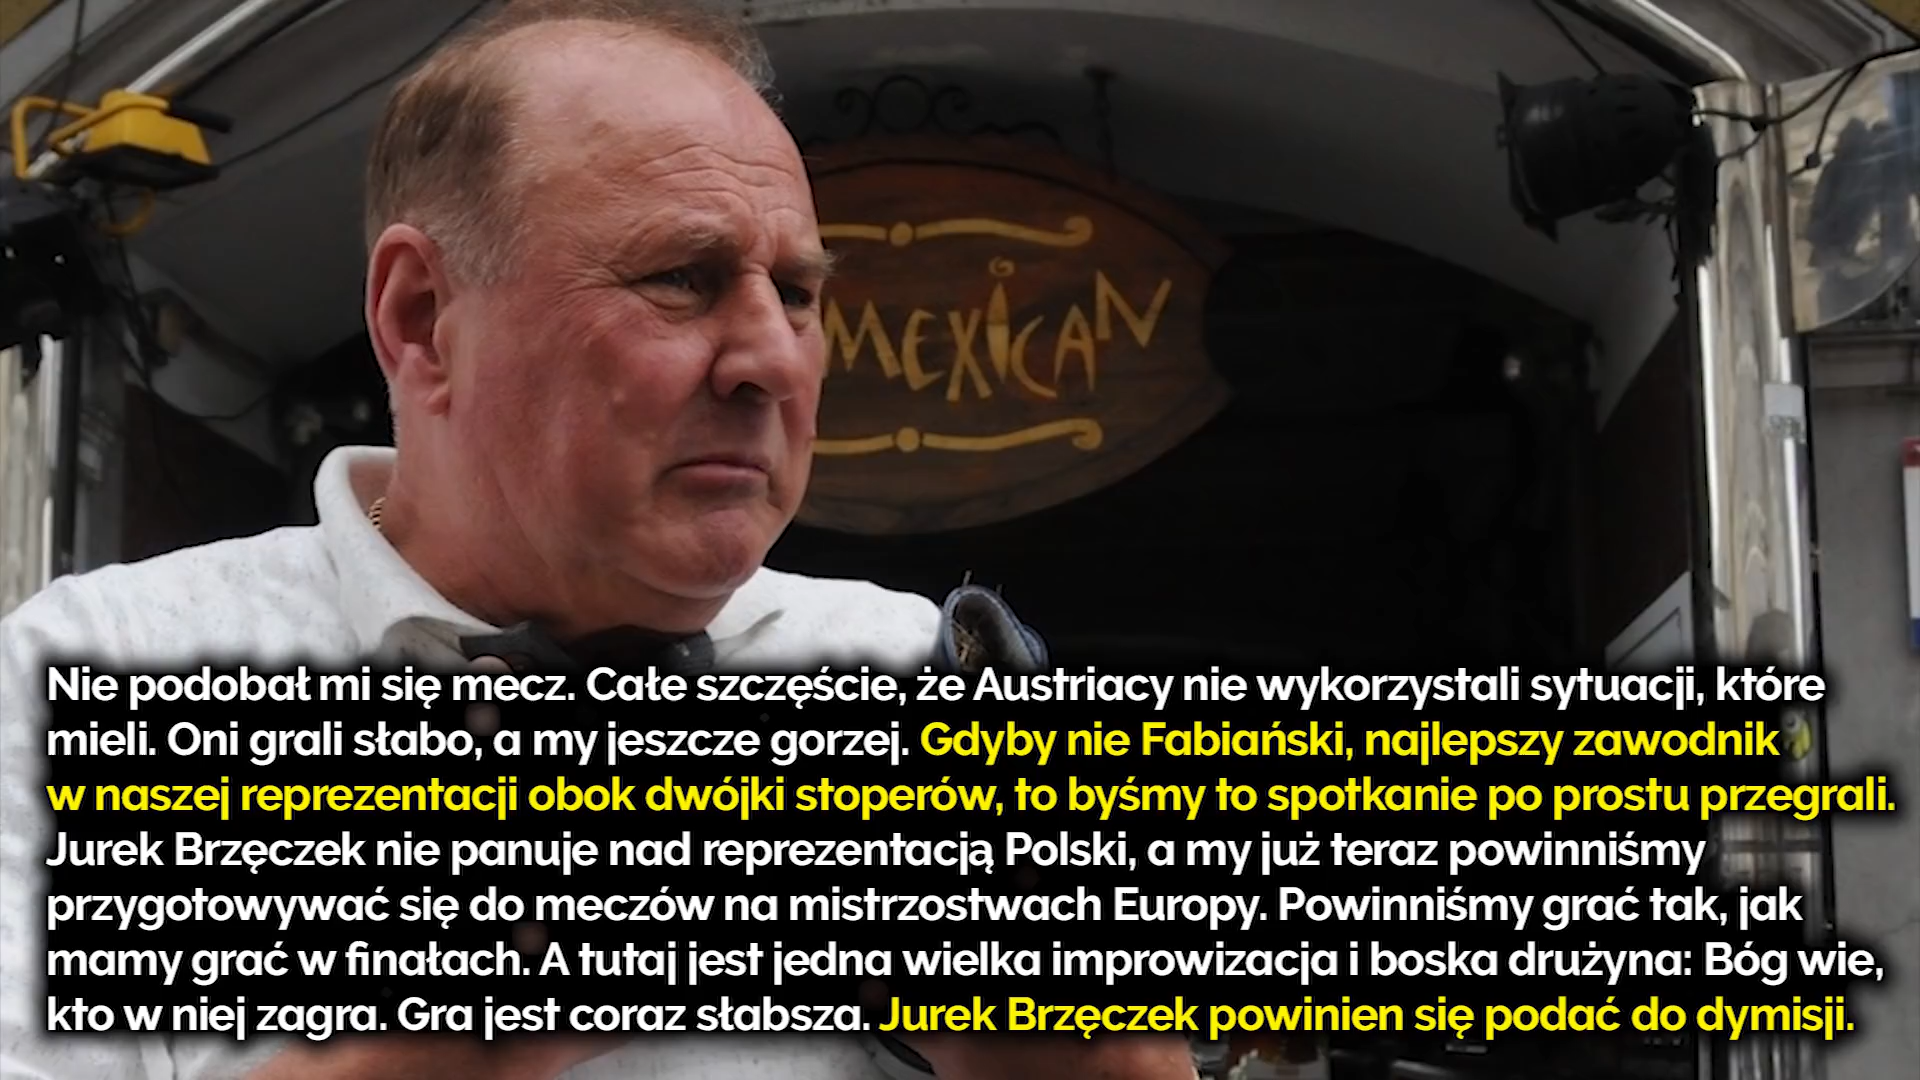 MEXICAN
Nie podobał mi się mecz. Całe szczęście, że Austriacy nie wykorzystali sytuacji, które
mieli. Oni grali słabo, a my jeszcze gorzej. Gdyby nie Fabiański, najlepszy zawodnik
w naszej reprezentacji obok dwójki stoperów, to byśmy to spotkanie po prostu przegrali.
Jurek Brzęczek nie panuje nad reprezentacją Polski, a my już teraz powinniśmy
przygotowywać się do meczów na mistrzostwach Europy. Powinniśmy grać tak, jak
mamy grać w finałach. A tutaj jest jedna wielka improwizacja i boska drużyna: Bóg wie,
kto w niej zagra. Gra jest coraz słabsza. Jurek Brzęczek powinien się podać do dymisji.